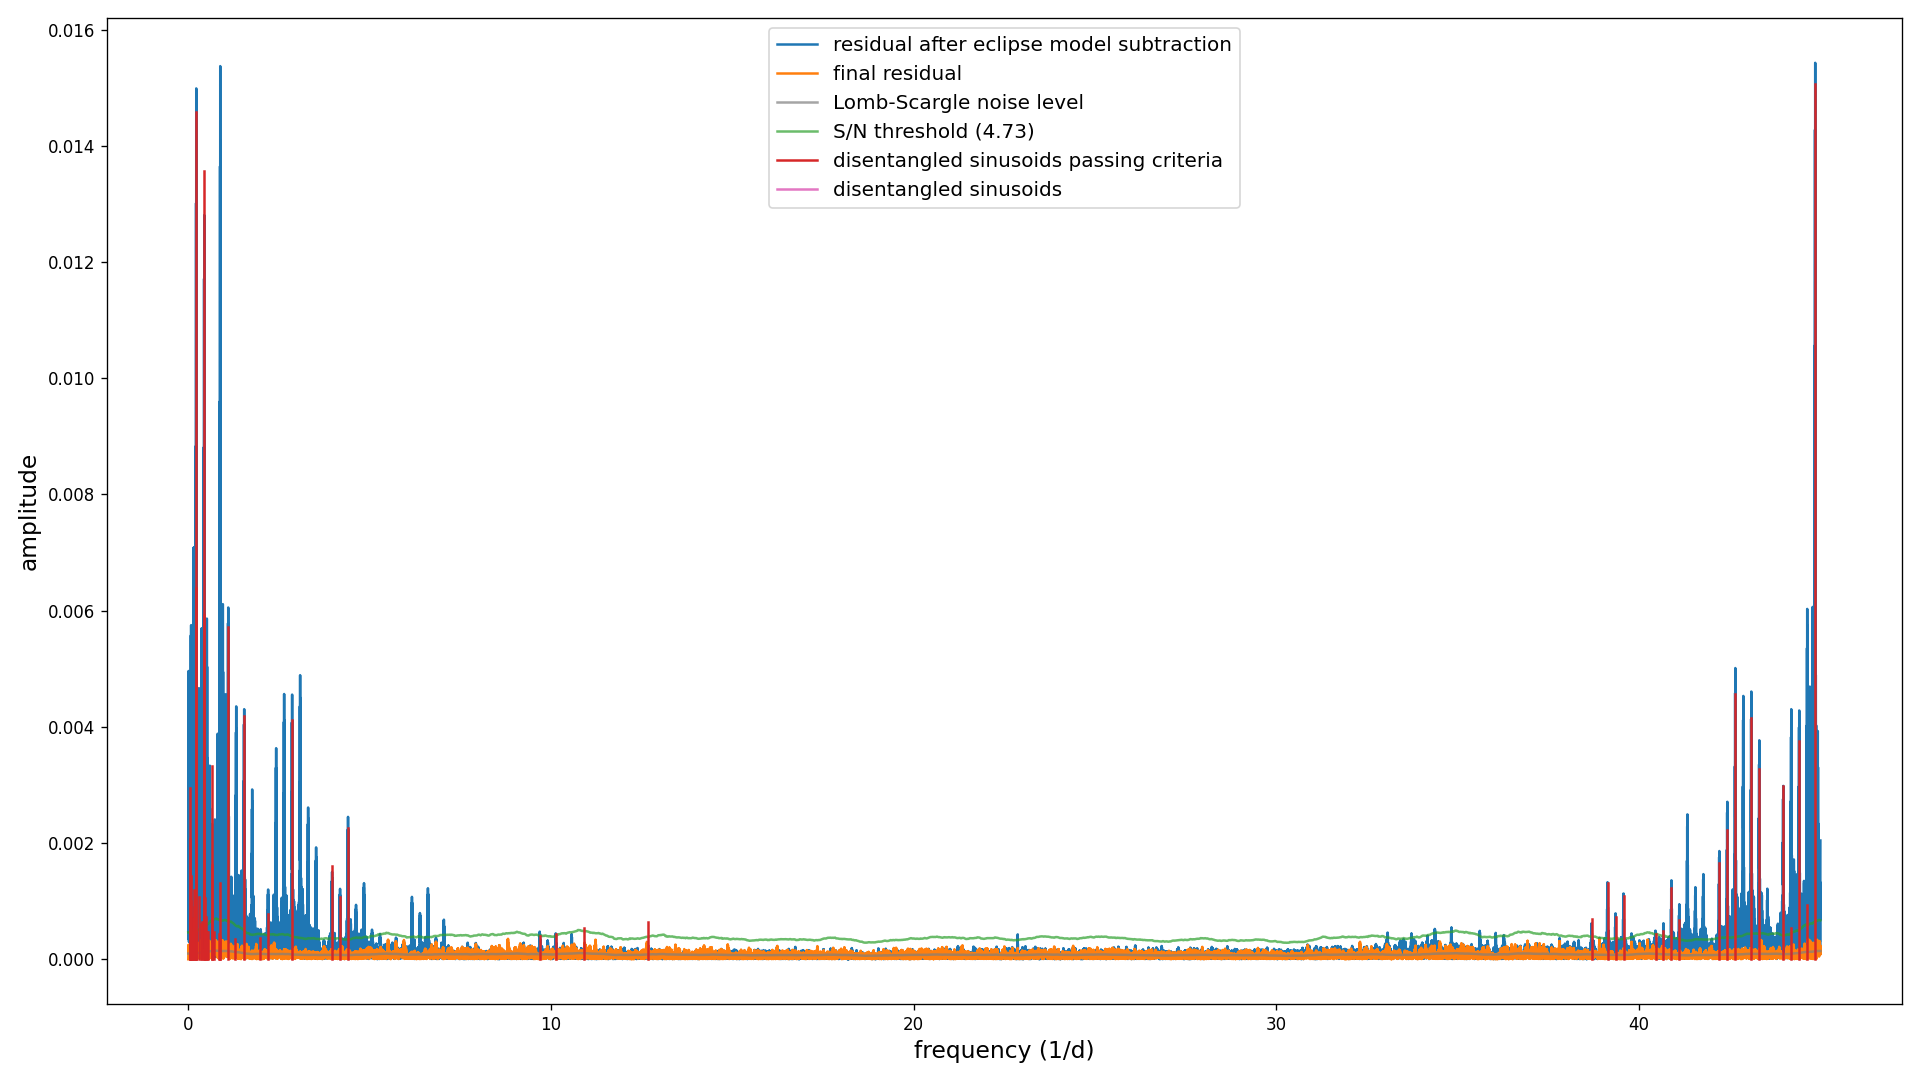 0.016
0.014
0.012
0.010
0.008
0.006
0.004
0.002
0.000
amplitude
residual after eclipse model subtraction
final residual
Lomb-Scargle noise level
S/N threshold (4.73)
disentangled sinusoids passing criteria
disentangled sinusoids
0 10 20 30 40
frequency (1/d)